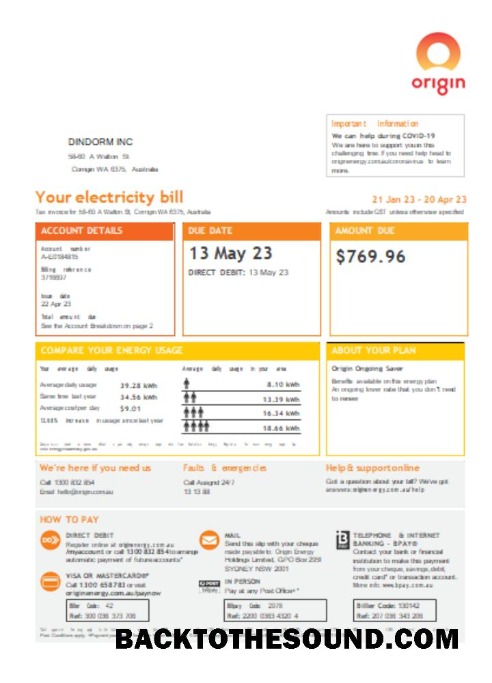 origin
Important information
We can help during COVID-19
We are here to support you in this
challenging time. If you need help head to
originenergy.com.au/coronavirus to learn
more.
DINDORM INC
58-60 A Walton St
Corrigin WA 6375, Australia
Your electricity bill
21 Jan 23 - 20 Apr 23
Tax invoice for 58-60 A Walton St, Corrigin WA 6375, Australia
Amounts include GST unless otherwise specified
ACCOUNT DETAILS
Account number
Billing reference
Issue date
22 Apr 23
Total amount due
See the Account Breakdown on page 2
DUE DATE
13 May 23
DIRECT DEBIT: 13 May 23
AMOUNT DUE
$769.96
COMPARE YOUR ENERGY USAGE
Your average daily usage
Average daily usage 39.28 kWh
Same time last year 34.56 kWh
Average cost per day $9.01
increase in usage since last year
Average daily usage in your area
8.10 kWh
13.39 kWh
16.34 kWh
18.66 kWh
ABOUT YOUR PLAN
Origin Ongoing Saver
Benefits available on this energy plan
An ongoing lower rate that you don't need
to renew
We're here if you need us
Call 1300 832 854
Email hello@origin.com.au
Faults & emergencies
Call Ausgrid 24/7
13 13 88
Help & support online
Got a question about your bill? We've got
answers: originenergy.com.au/help
HOW TO PAY
DIRECT DEBIT
Register online at originenergy.com.au
/myaccount or call 1300 832 854 to arrange
automatic payment of future accounts*
VISA OR MASTERCARD®*
Call 1300 658 783 or visit
originenergy.com.au/paynow
Biller Code: 42
Ref: 300 036 373 706
MAIL
Send this slip with your cheque
made payable to: Origin Energy
Holdings Limited, GPO Box
SYDNEY NSW 2001
POST
IN PERSON
Pay at any Post Office*^
Billpay Code: 2078
Ref: 2200 0383 4320 4
TELEPHONE & INTERNET
BANKING - BPAY®
Contact your bank or financial
institution to make this payment
from your cheque, savings, debit,
credit card* or transaction account.
More info: www.bpay.com.au
Biller Code: 130142
Ref: 207 036 343 206
BACKTOTHESOUND.COM